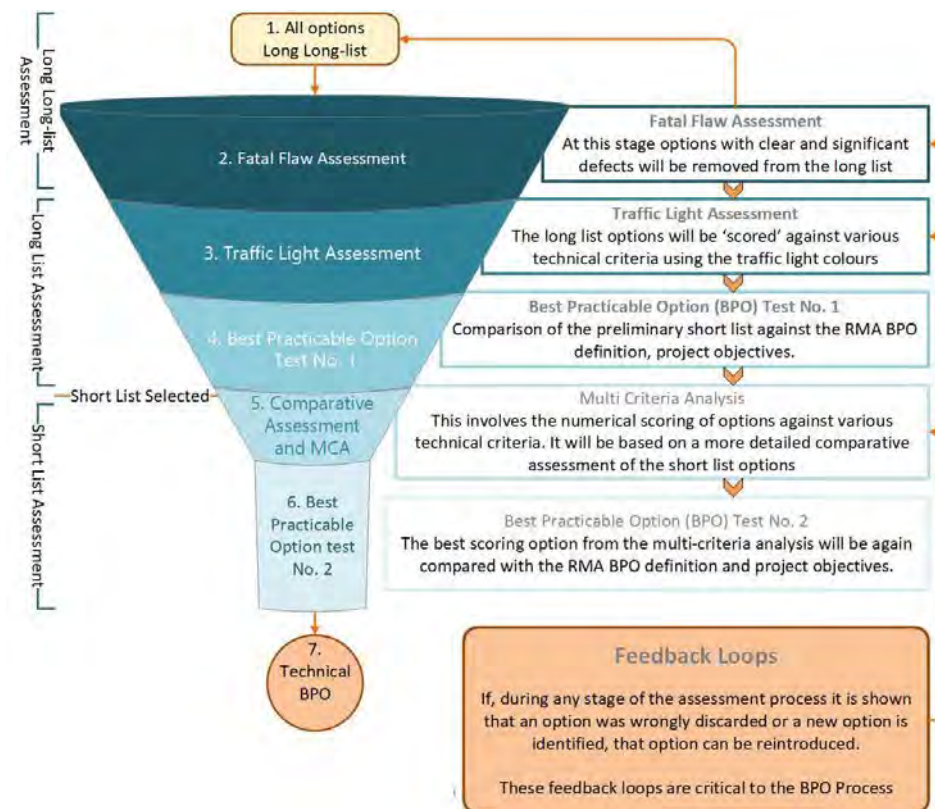 1. All options
Long Long-list
Long Long-list
Assessment
2. Fatal Flaw Assessment
Fatal Flaw Assessment
At this stage options with clear and significant
defects will be removed from the long list
Long List Assessment
3. Traffic Light Assessment
Traffic Light Assessment
The long list options will be ‘scored’ against various
technical criteria using the traffic light colours
4. Best Practicable Option
Test No. 1
Best Practicable Option (BPO) Test No. 1
Comparison of the preliminary short list against the RMA BPO
definition, project objectives.
Short List Selected
Short List Assessment
5. Comparative
Assessment
and MCA
Multi Criteria Analysis
This involves the numerical scoring of options against various
technical criteria. It will be based on a more detailed comparative
assessment of the short list options
6. Best
Practicable
Option test
No. 2
Best Practicable Option (BPO) Test No. 2
The best scoring option from the multi-criteria analysis will be again
compared with the RMA BPO definition and project objectives.
7.
Technical
BPO
Feedback Loops
If, during any stage of the assessment process it is shown
that an option was wrongly discarded or a new option is
identified, that option can be reintroduced.
These feedback loops are critical to the BPO Process